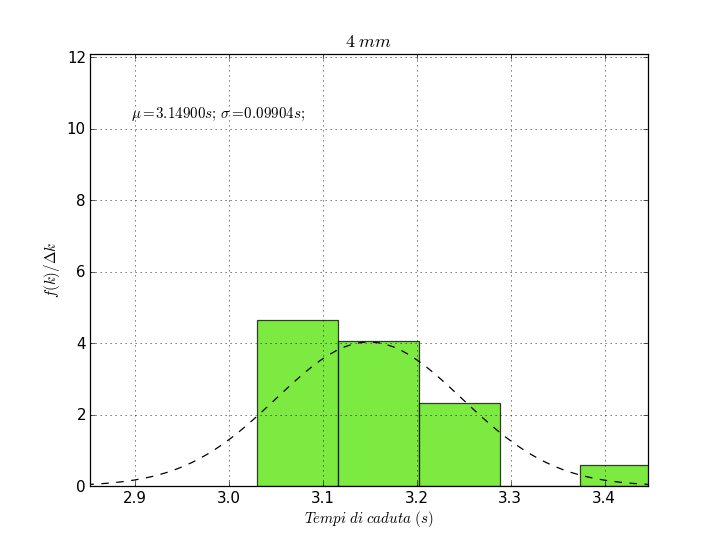 4 mm
12
10
8
6
4
2
0
μ=3.14900s; σ=0.09904s;
f(k)/Δk
2.9 3.0 3.1 3.2 3.3 3.4
Tempi di caduta (s)